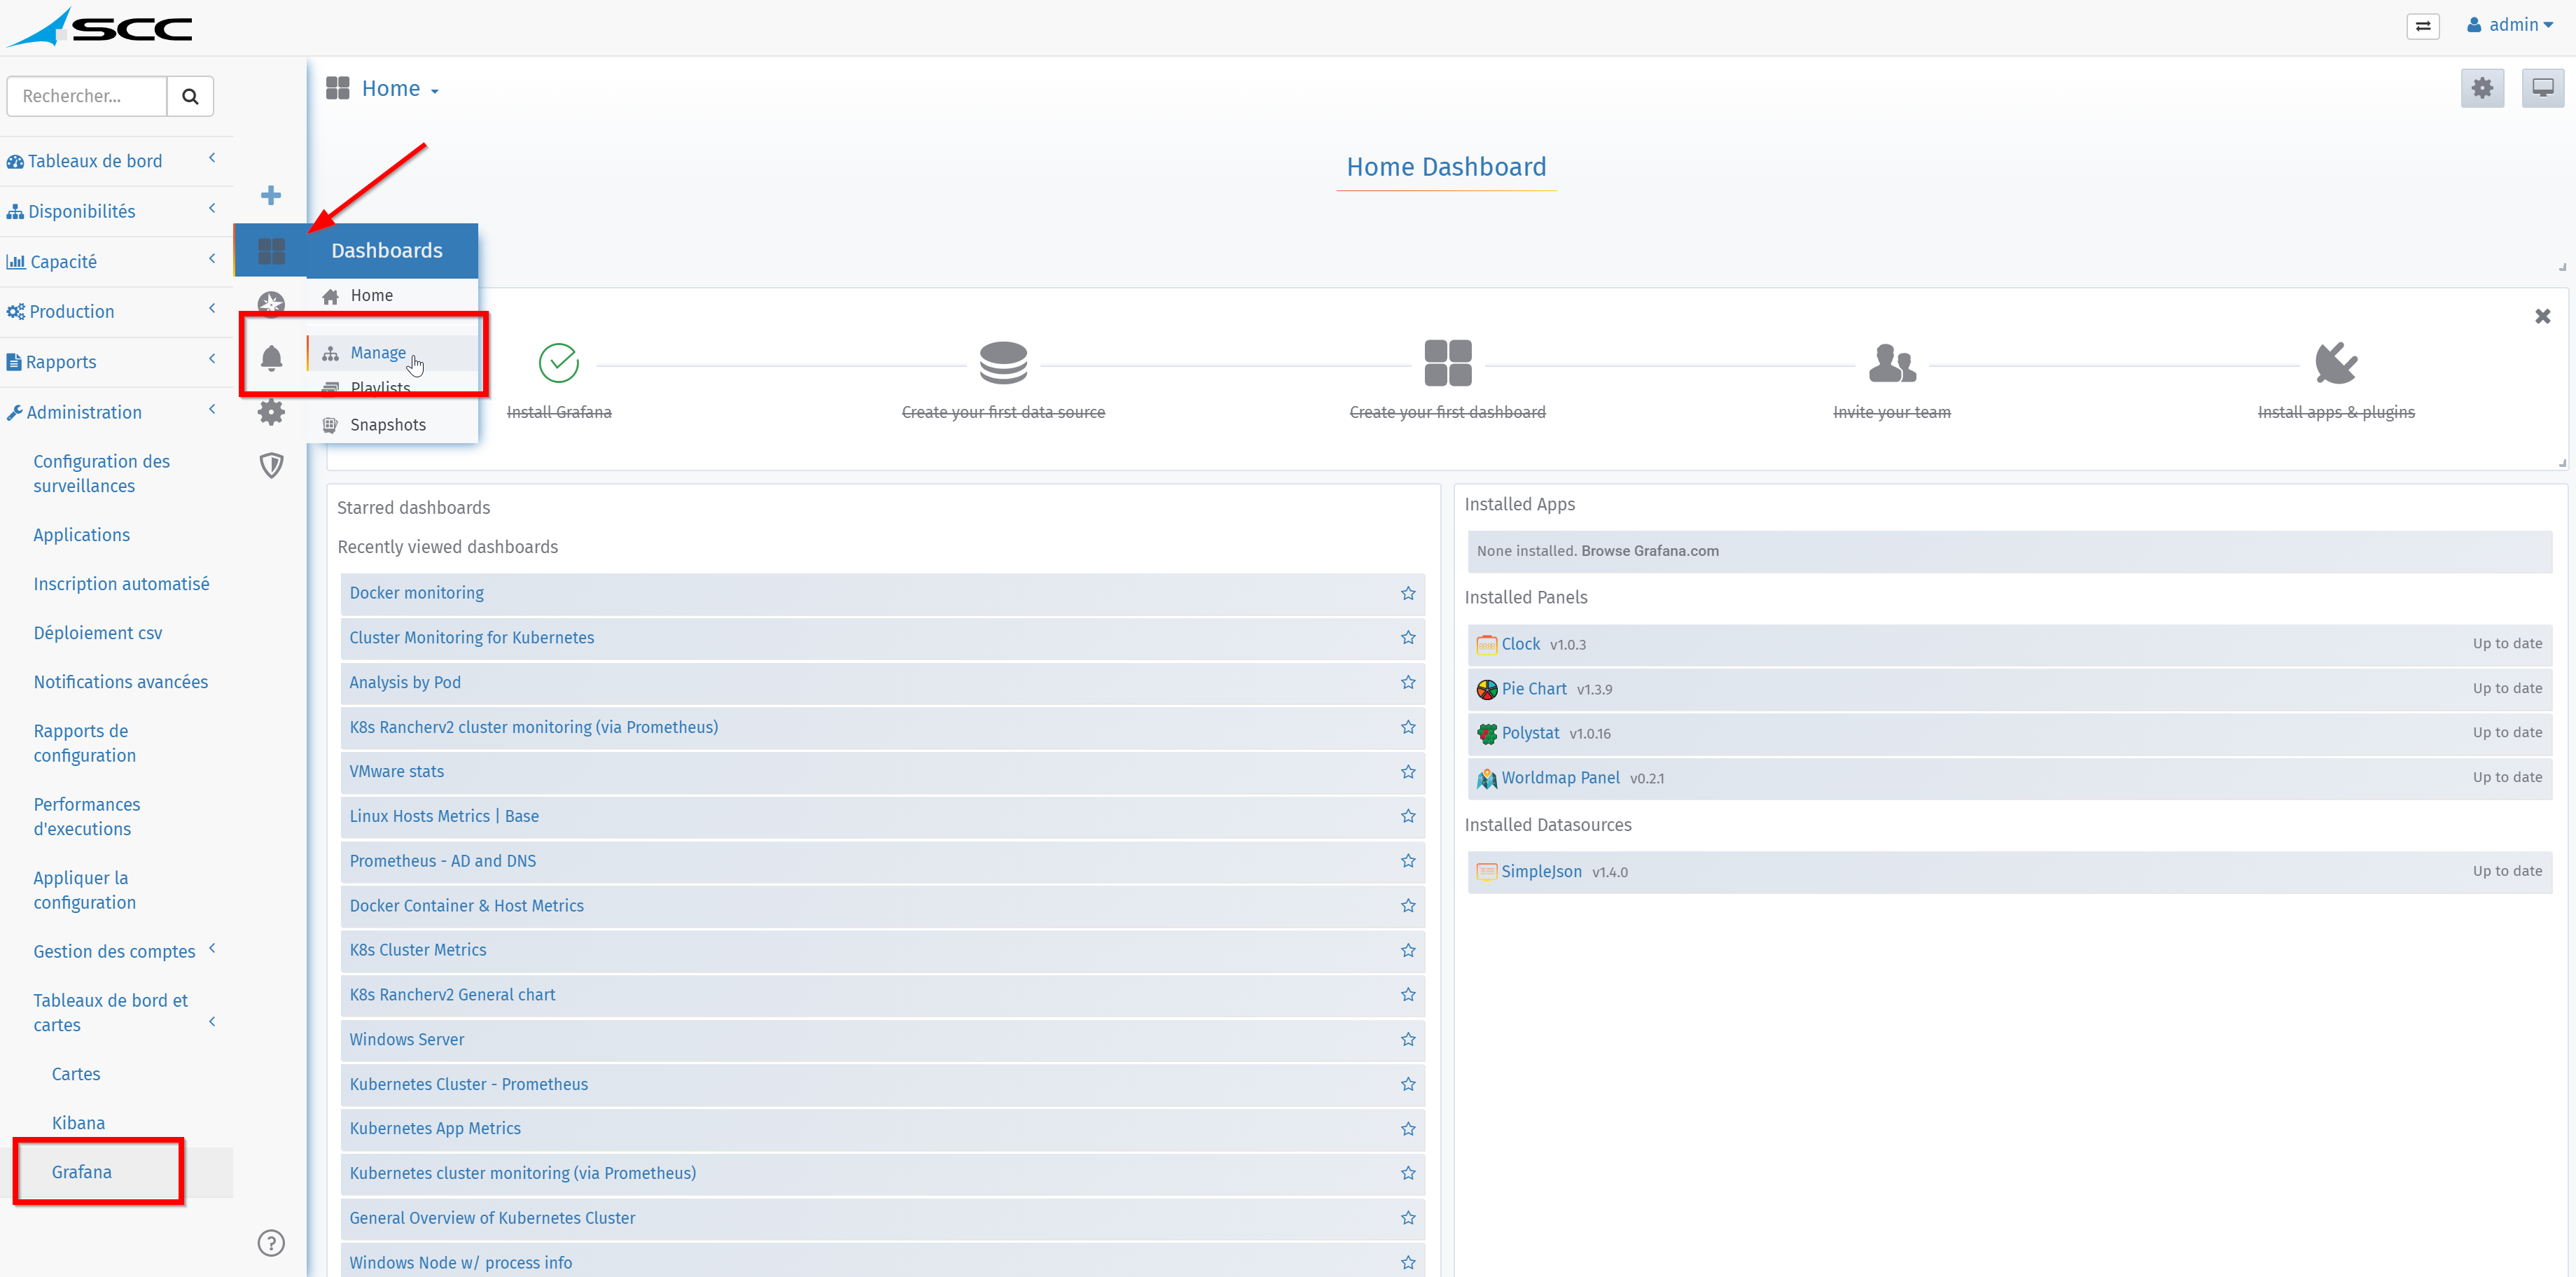 SCC
admin
Rechercher...
Tableaux de bord
Disponibilités
Capacité
Production
Rapports
Administration
Configuration des
surveillances
Applications
Inscription automatisé
Déploiement csv
Notifications avancées
Rapports de
configuration
Performances
d'executions
Appliquer la
configuration
Gestion des comptes
Tableaux de bord et
cartes
Cartes
Kibana
Grafana
Dashboards
Home
Manage
Playlists
Snapshots
Home
Home Dashboard
Install Grafana
Create your first data source
Create your first dashboard
Invite your team
Install apps & plugins
Starred dashboards
Recently viewed dashboards
Docker monitoring
Cluster Monitoring for Kubernetes
Analysis by Pod
K8s Rancherv2 cluster monitoring (via Prometheus)
VMware stats
Linux Hosts Metrics | Base
Prometheus - AD and DNS
Docker Container & Host Metrics
K8s Cluster Metrics
K8s Rancherv2 General chart
Windows Server
Kubernetes Cluster - Prometheus
Kubernetes App Metrics
Kubernetes cluster monitoring (via Prometheus)
General Overview of Kubernetes Cluster
Windows Node w/ process info
Installed Apps
None installed. Browse Grafana.com
Installed Panels
Clock v1.0.3 Up to date
Pie Chart v1.3.9 Up to date
Polystat v1.0.16 Up to date
Worldmap Panel v0.2.1 Up to date
Installed Datasources
SimpleJson v1.4.0 Up to date